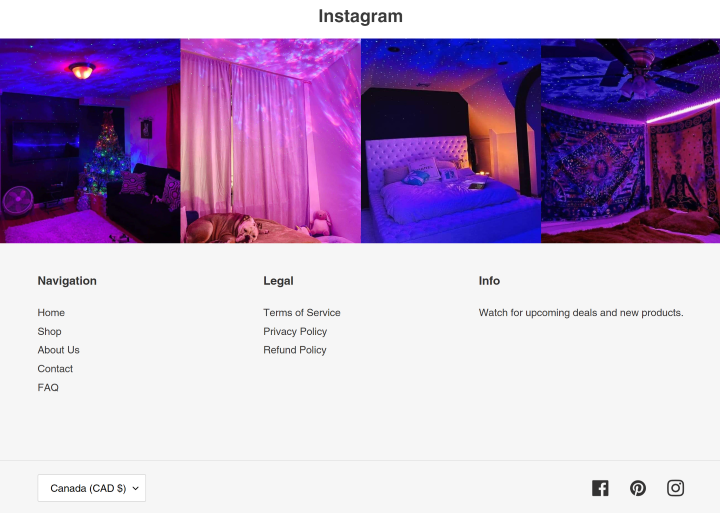 Instagram
Navigation
Home
Shop
About Us
Contact
FAQ
Legal
Terms of Service
Privacy Policy
Refund Policy
Info
Watch for upcoming deals and new products.
Canada (CAD $)